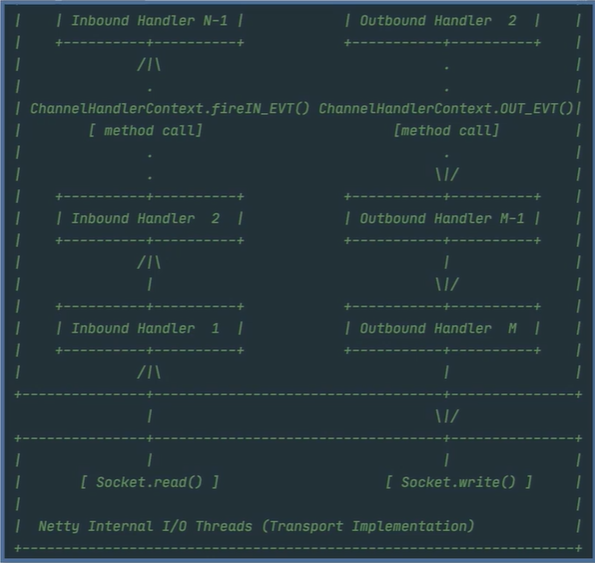 |    | Inbound Handler N-1 |            | Outbound Handler  2  |    |
|    +----------+----------+            +-----------+----------+    |
|              /|\                                  .               |
|               .                                   .               |
| ChannelHandlerContext.fireIN_EVT() ChannelHandlerContext.OUT_EVT()|
|        [ method call]                       [method call]         |
|               .                                   .               |
|               .                                  \|/              |
|    +----------+----------+            +-----------+----------+    |
|    | Inbound Handler  2  |            | Outbound Handler M-1 |    |
|    +----------+----------+            +-----------+----------+    |
|              /|\                                  |               |
|               |                                  \|/              |
|    +----------+----------+            +-----------+----------+    |
|    | Inbound Handler  1  |            | Outbound Handler  M  |    |
|    +----------+----------+            +-----------+----------+    |
|              /|\                                  |               |
+---------------+-----------------------------------+---------------+
                |                                  \|/
+---------------+-----------------------------------+---------------+
|               |                                   |               |
|       [ Socket.read() ]                    [ Socket.write() ]     |
|                                                                   |
|  Netty Internal I/O Threads (Transport Implementation)            |
+-------------------------------------------------------------------+